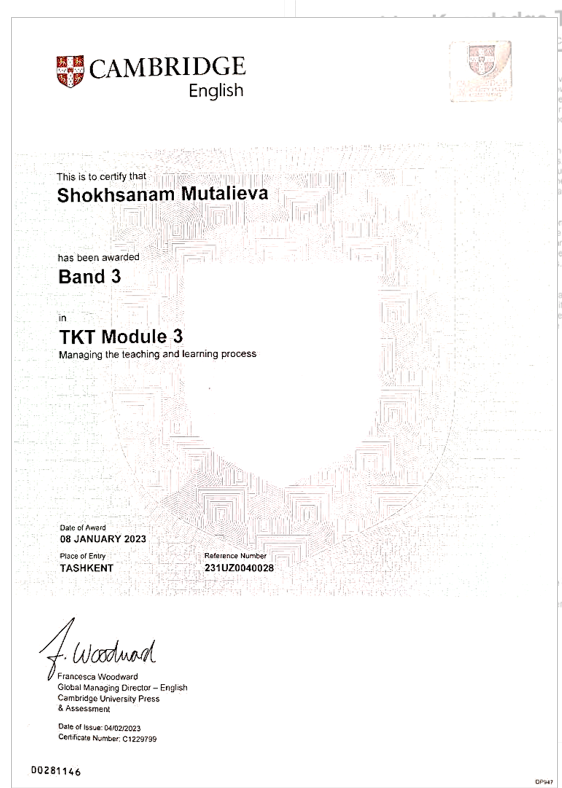 CAMBRIDGE
English
This is to certify that
Shokhsanam Mutalieva
has been awarded
Band 3
in
TKT Module 3
Managing the teaching and learning process
Date of Award
08 JANUARY 2023
Place of Entry
TASHKENT
Reference Number
231UZ0040028
F. Woodward
Francesca Woodward
Global Managing Director – English
Cambridge University Press
& Assessment
Date of Issue: 04/02/2023
Certificate Number: C1229799
00281146
DP947